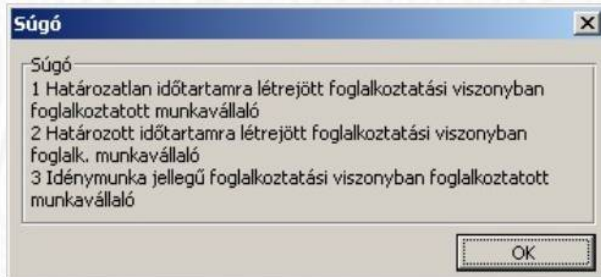 Súgó
Súgó
1 Határozatlan időtartamra létrejött foglalkoztatási viszonyban
foglalkoztatott munkavállaló
2 Határozott időtartamra létrejött foglalkoztatási viszonyban
foglalk. munkavállaló
3 Idénymunka jellegű foglalkoztatási viszonyban foglalkoztatott
munkavállaló
OK